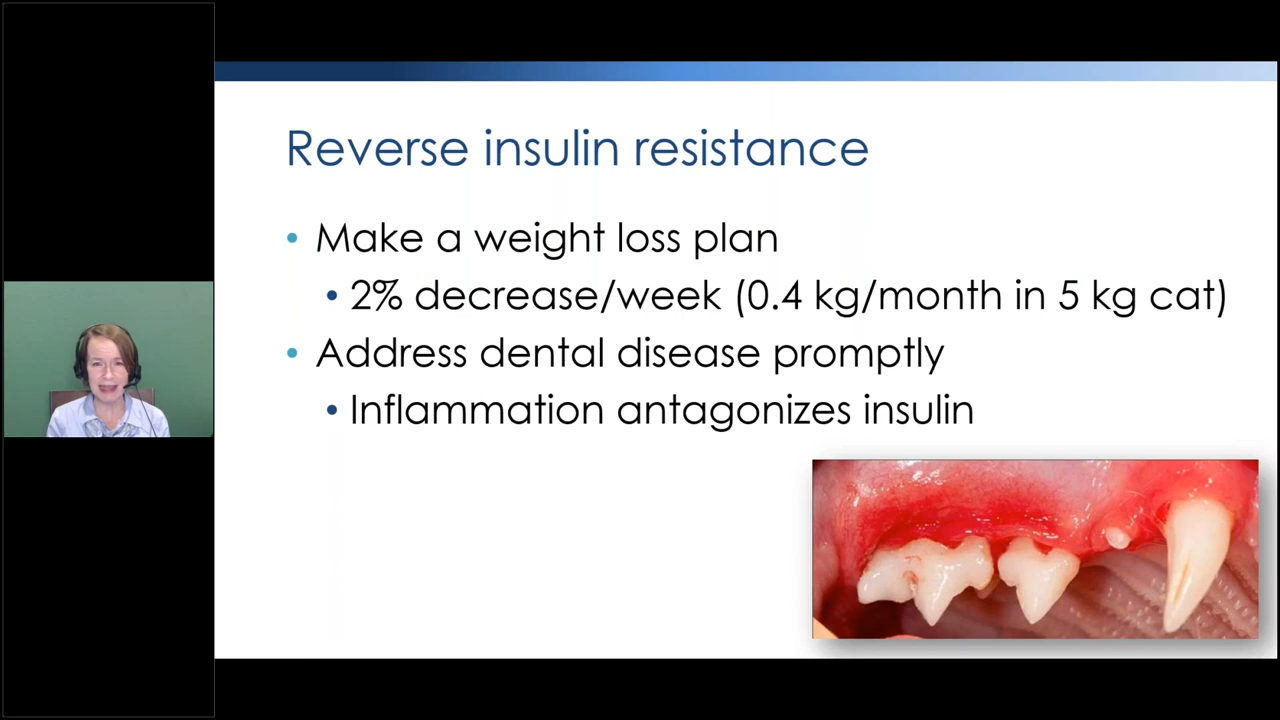 Reverse insulin resistance
• Make a weight loss plan
• 2% decrease/week (0.4 kg/month in 5 kg cat)
• Address dental disease promptly
• Inflammation antagonizes insulin